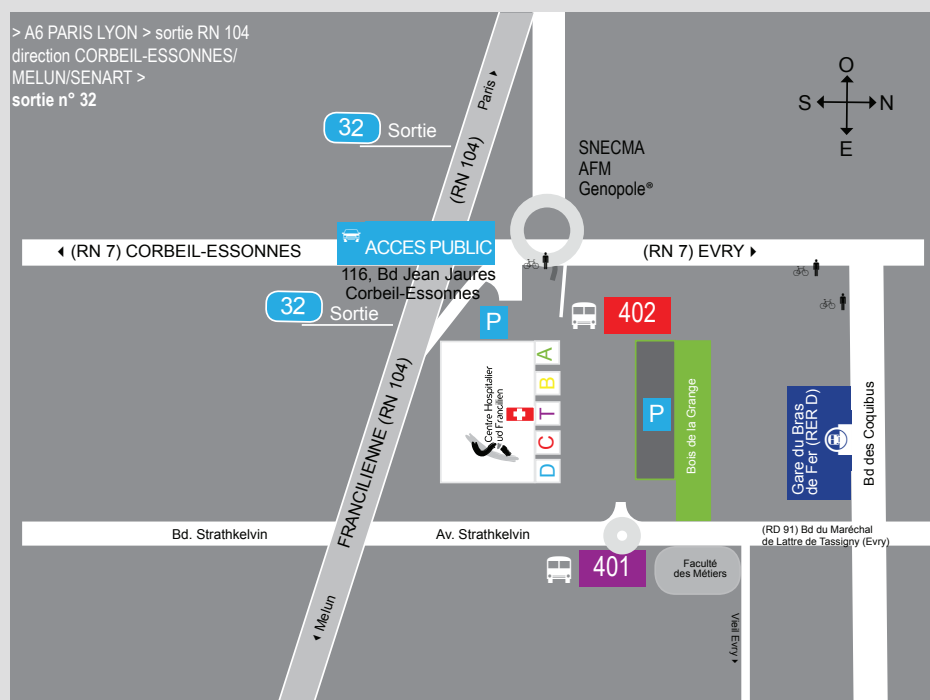 > A6 PARIS LYON > sortie RN 104
direction CORBEIL-ESSONNES/
MELUN/SENART >
sortie n° 32
O
S
N
E
Paris
32
Sortie
(RN 104)
SNECMA
AFM
Genopole®
(RN 7) CORBEIL-ESSONNES
ACCES PUBLIC
(RN 7) EVRY
116, Bd Jean Jaures
Corbeil-Essonnes
32
Sortie
P
402
A
B
T
C
D
Centre Hospitalier
ud Francilien
P
Bois de la Grange
Gare du Bras
de Fer (RER D)
Bd des Coquibus
FRANCILIENNE (RN 104)
Bd. Strathkelvin
Av. Strathkelvin
(RD 91) Bd du Maréchal
de Lattre de Tassigny (Evry)
401
Faculté
des Métiers
Melun
Vieil Evry